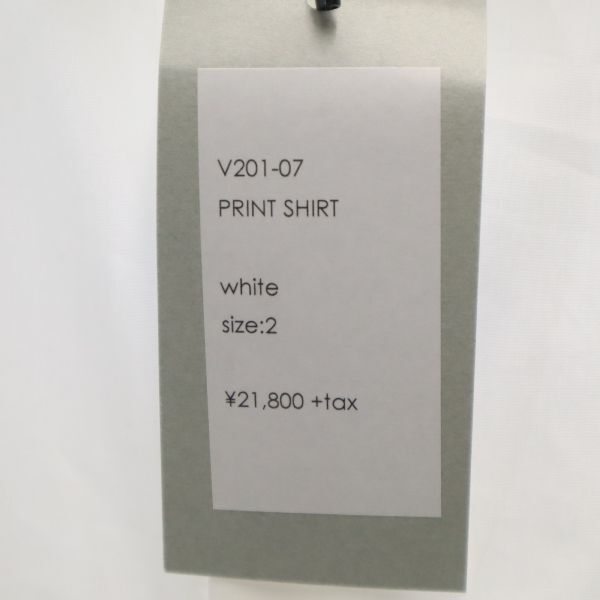 V201-07
PRINT SHIRT
white
size:2
¥21,800 +tax